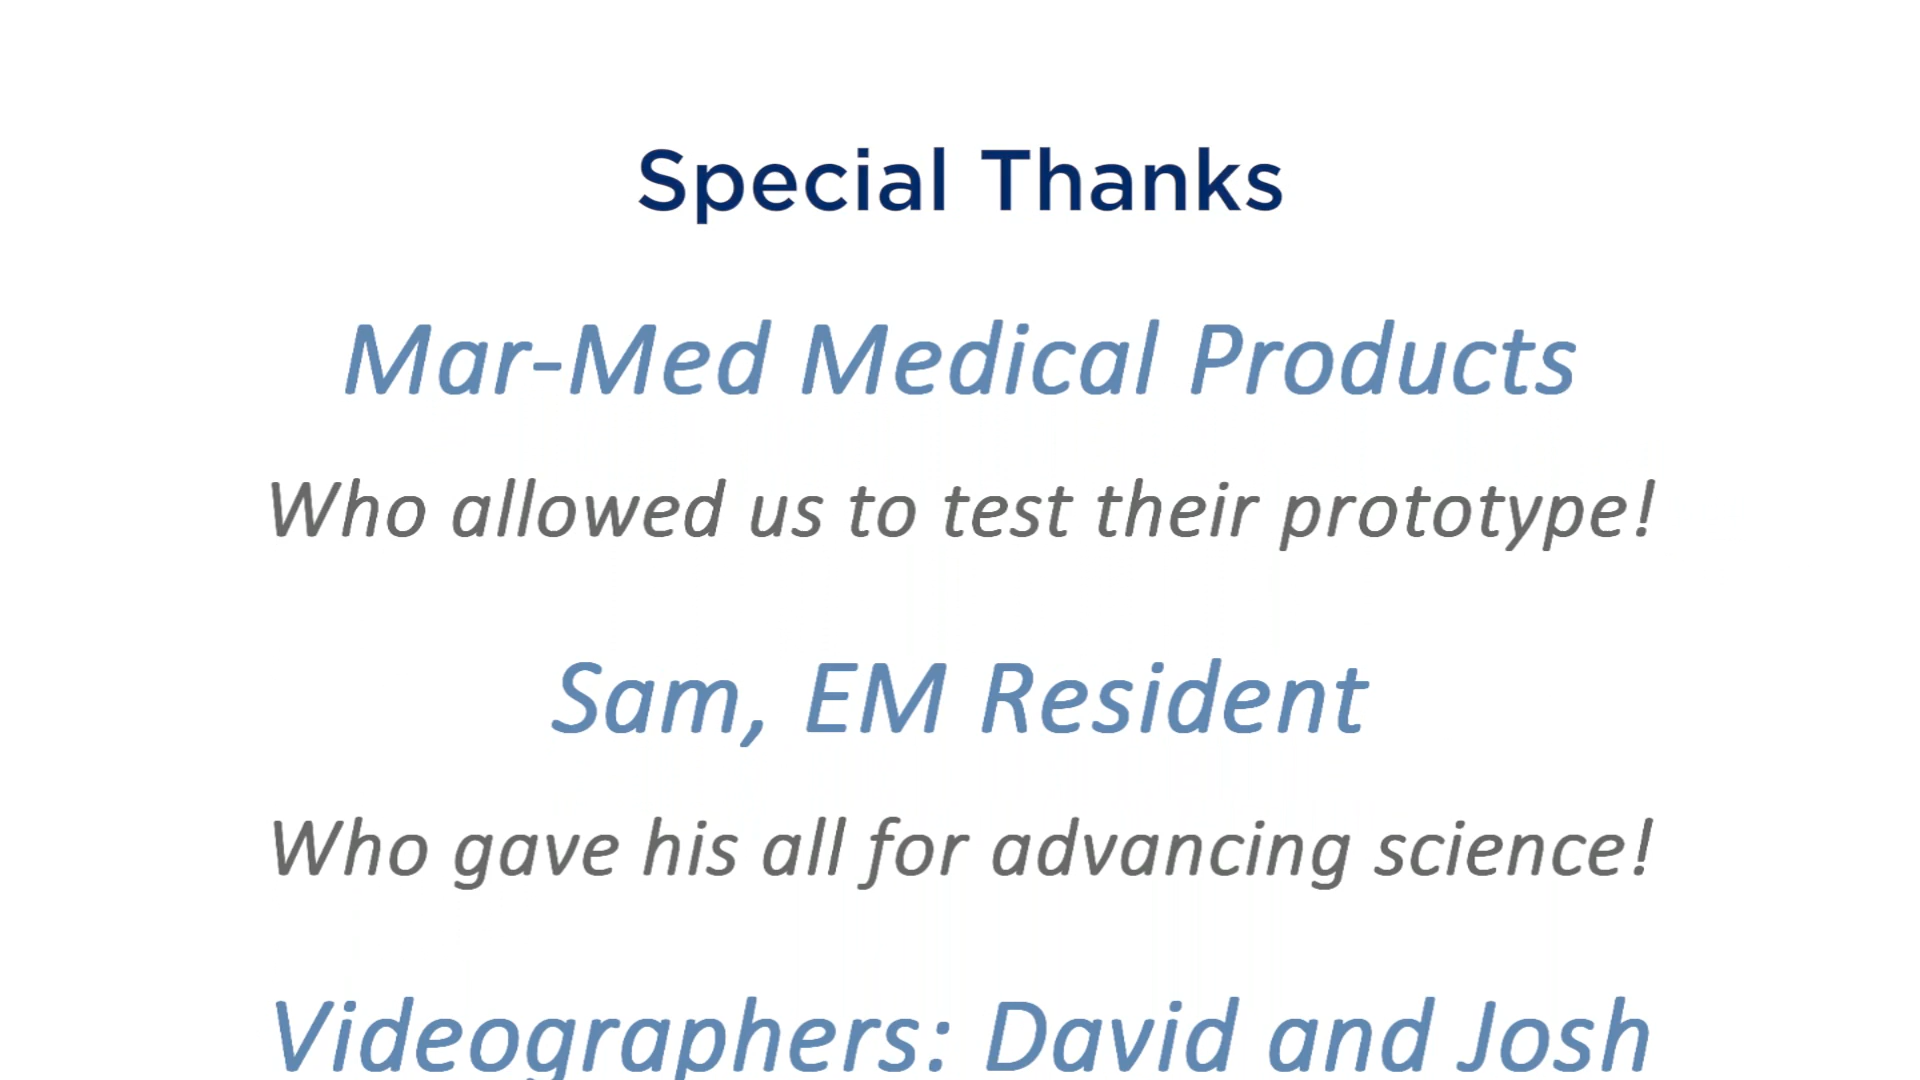 Special Thanks
Mar-Med Medical Products
Who allowed us to test their prototype!
Sam, EM Resident
Who gave his all for advancing science!
Videographers: David and Josh